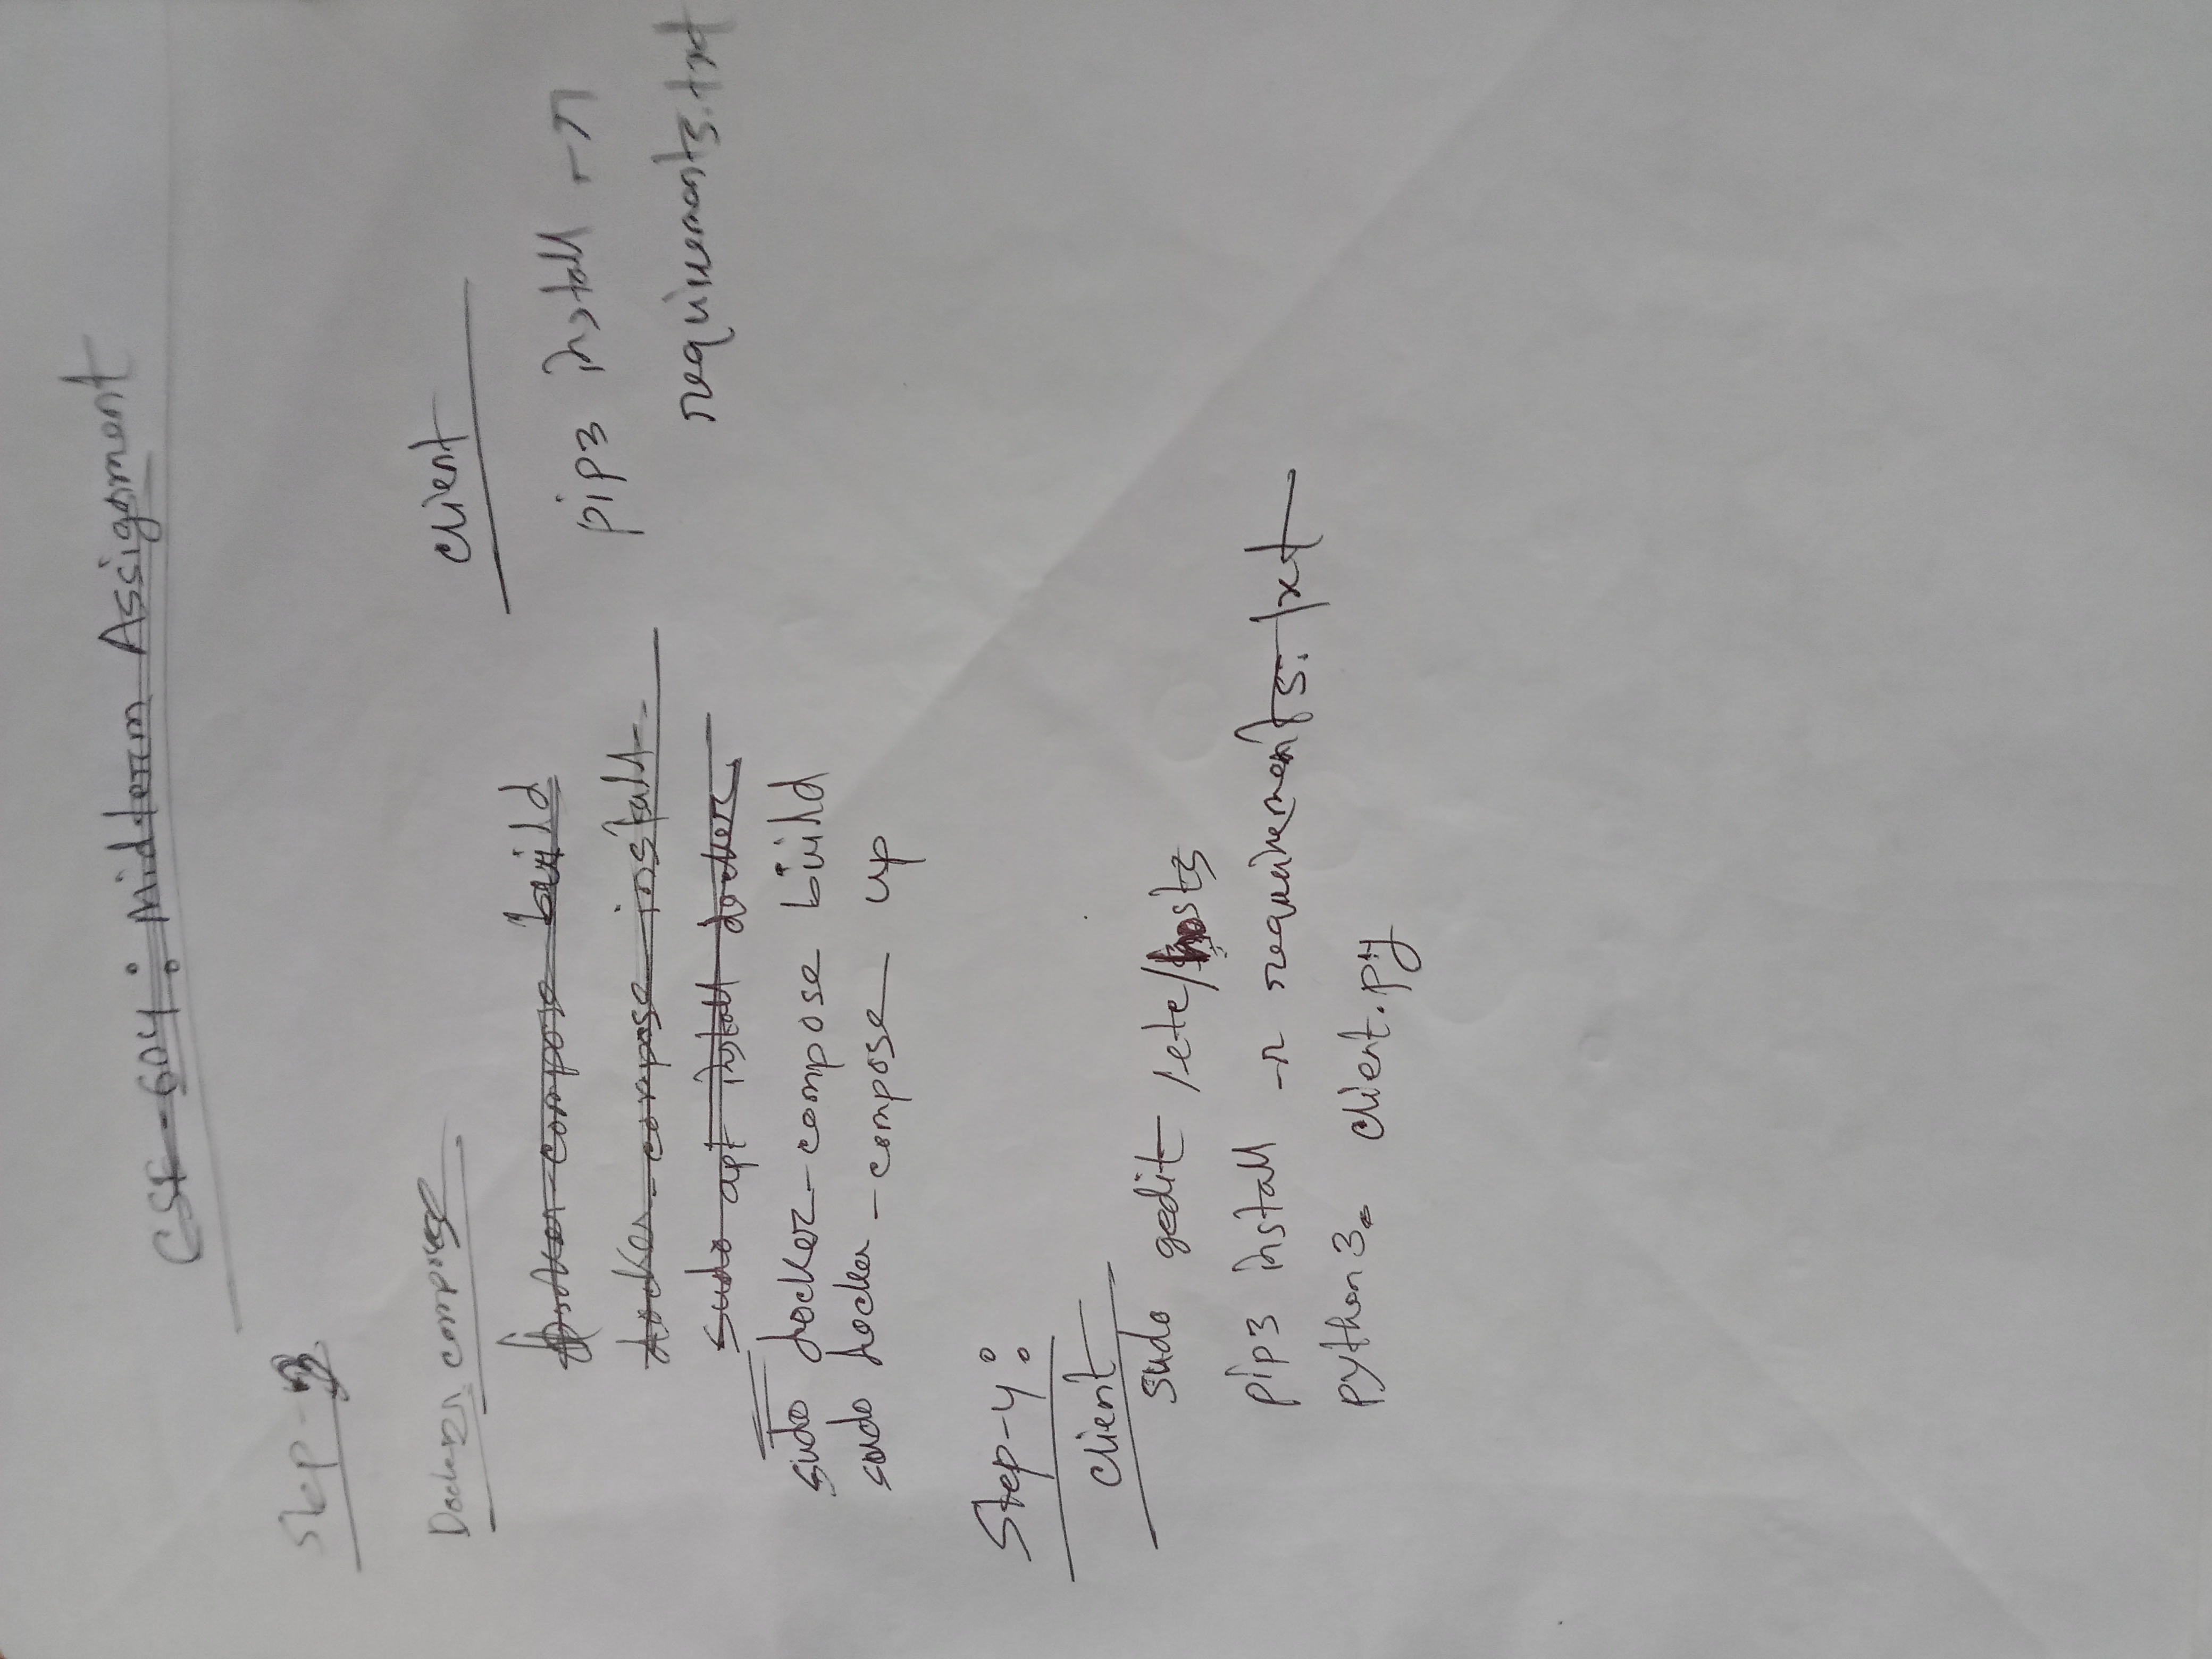 CSE-604: Midterm Assignment
Step-3
Docker compose
Client
docker-compose build
docker-compose install
sudo apt install docker
pip3 install -r
requirements.txt
sudo docker-compose build
sudo docker-compose up
Step-4:
Client
sudo gedit /etc/hosts
pip3 install -r requirements.txt
python3 client.py